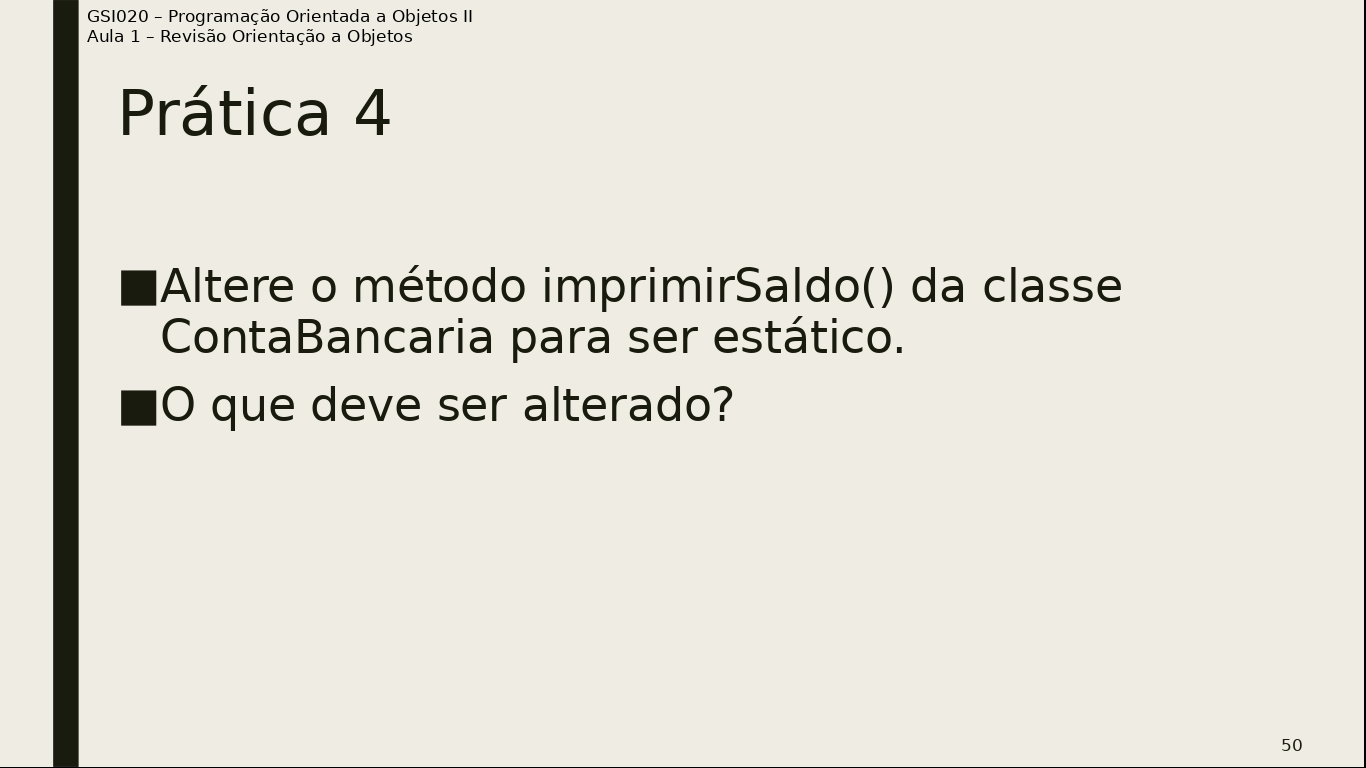 GSI020 – Programação Orientada a Objetos II
Aula 1 – Revisão Orientação a Objetos
Prática 4
■Altere o método imprimirSaldo() da classe
ContaBancaria para ser estático.
■O que deve ser alterado?
50